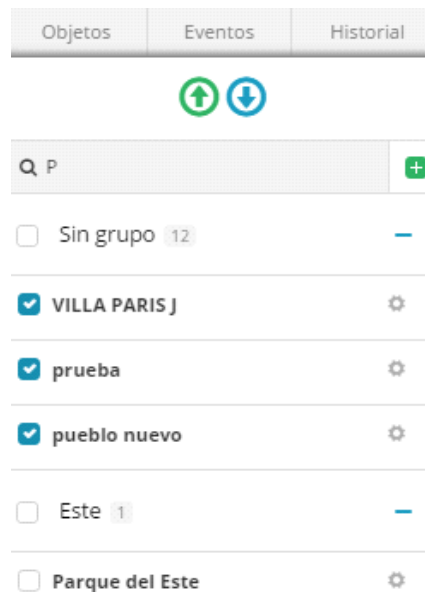 Objetos Eventos Historial
P
Sin grupo 12
VILLA PARIS J
prueba
pueblo nuevo
Este 1
Parque del Este